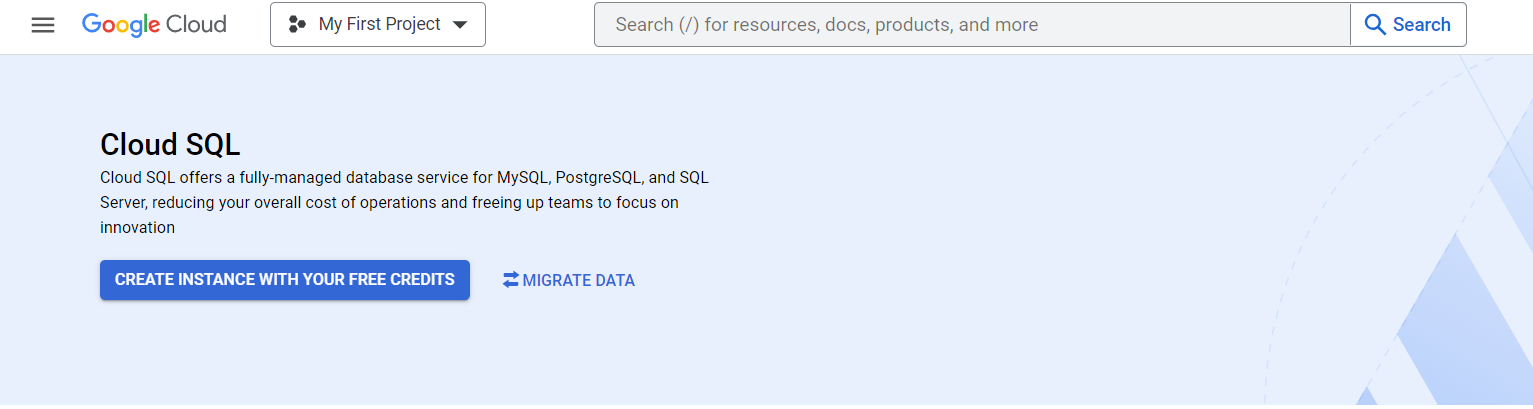 Google Cloud
My First Project
Search (/) for resources, docs, products, and more
Search
Cloud SQL
Cloud SQL offers a fully-managed database service for MySQL, PostgreSQL, and SQL
Server, reducing your overall cost of operations and freeing up teams to focus on
innovation
CREATE INSTANCE WITH YOUR FREE CREDITS
MIGRATE DATA